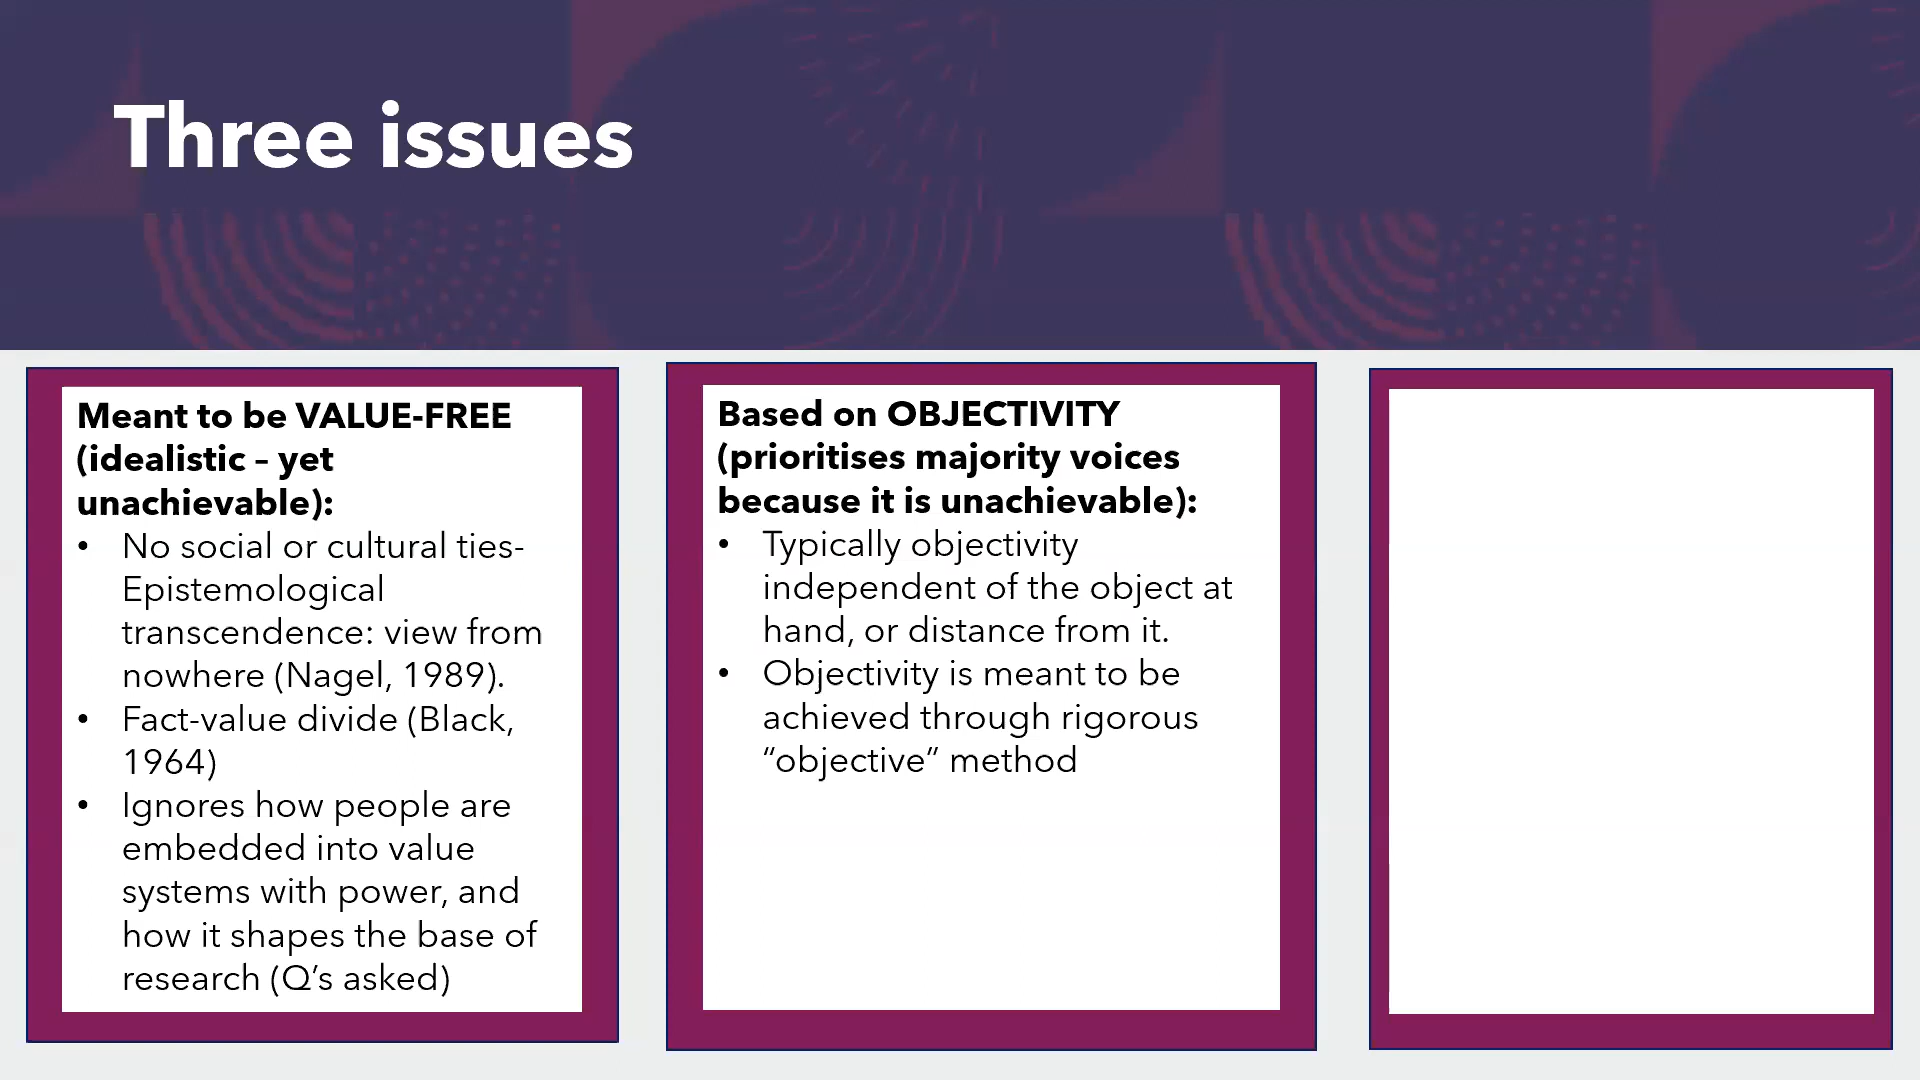 Three issues
Meant to be VALUE-FREE
(idealistic – yet
unachievable):
• No social or cultural ties-
Epistemological
transcendence: view from
nowhere (Nagel, 1989).
• Fact-value divide (Black,
1964)
• Ignores how people are
embedded into value
systems with power, and
how it shapes the base of
research (Q’s asked)
Based on OBJECTIVITY
(prioritises majority voices
because it is unachievable):
• Typically objectivity
independent of the object at
hand, or distance from it.
• Objectivity is meant to be
achieved through rigorous
“objective” method